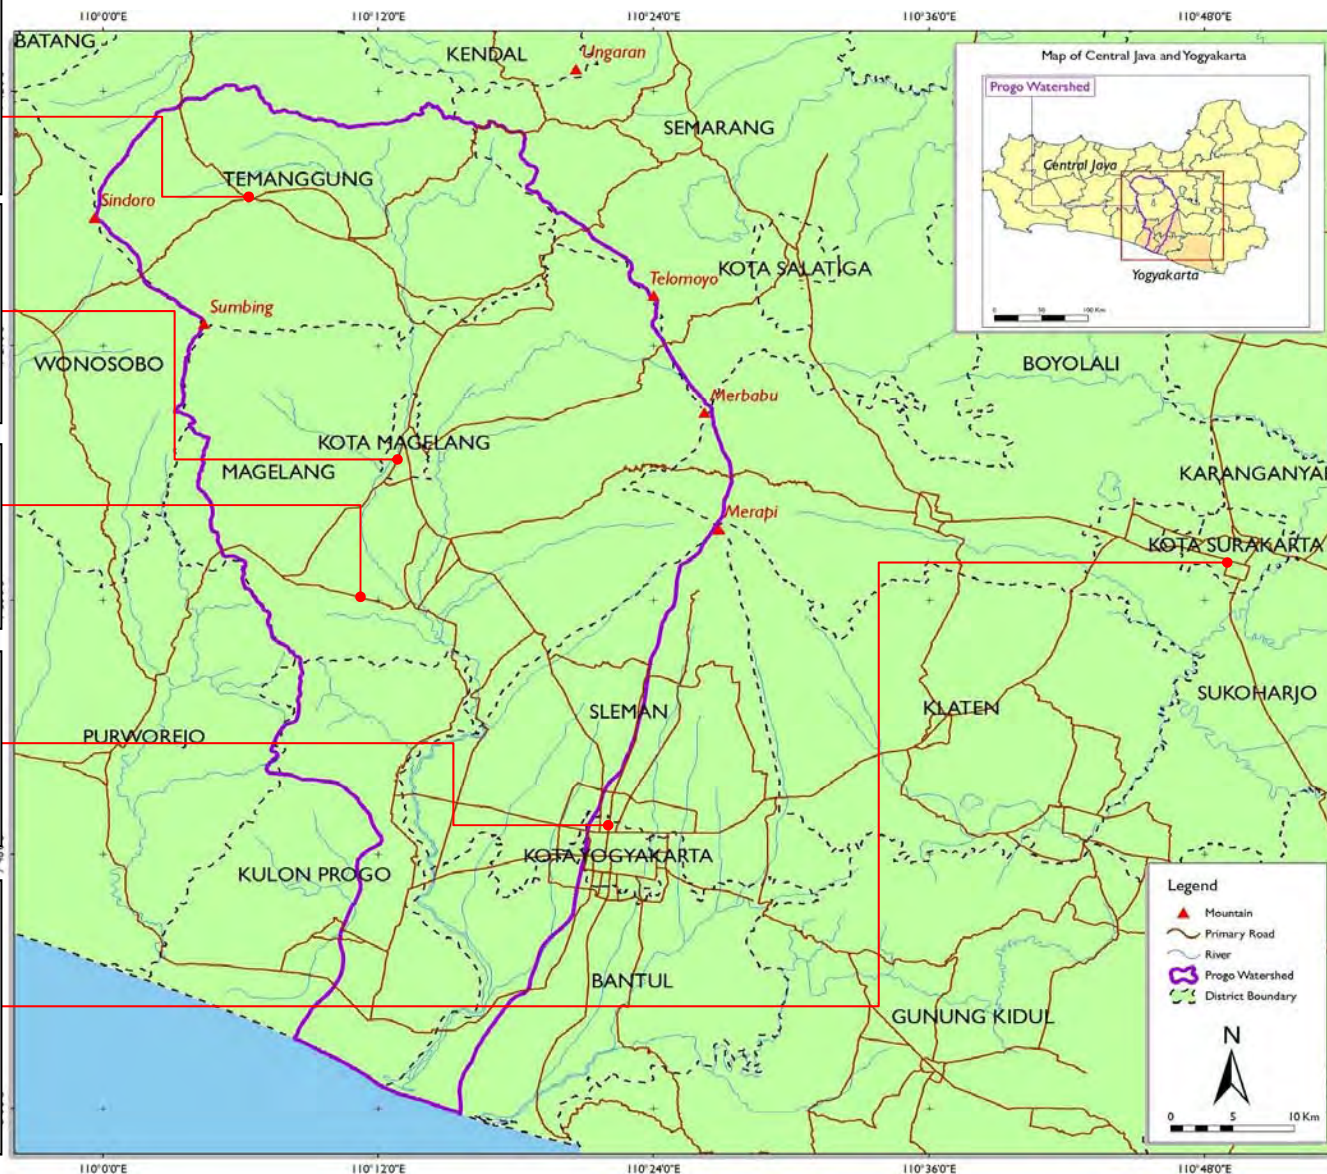 110°0'0"E 110°12'0"E 110°24'0"E 110°36'0"E 110°48'0"E
BATANG
KENDAL
Ungaran
Map of Central Java and Yogyakarta
Progo Watershed
Central Java
Yogyakarta
0 50 100 Km
SEMARANG
TEMANGGUNG
Sindoro
KOTA SALATIGA
Telomoyo
Sumbing
WONOSOBO
BOYOLALI
Merbabu
KOTA MAGELANG
MAGELANG
KARANGANYAR
Merapi
KOTA SURAKARTA
SUKOHARJO
SLEMAN
KLATEN
PURWOREJO
KOTA YOGYAKARTA
KULON PROGO
BANTUL
GUNUNG KIDUL
Legend
Mountain
Primary Road
River
Progo Watershed
District Boundary
N
0 5 10 Km
110°0'0"E 110°12'0"E 110°24'0"E 110°36'0"E 110°48'0"E